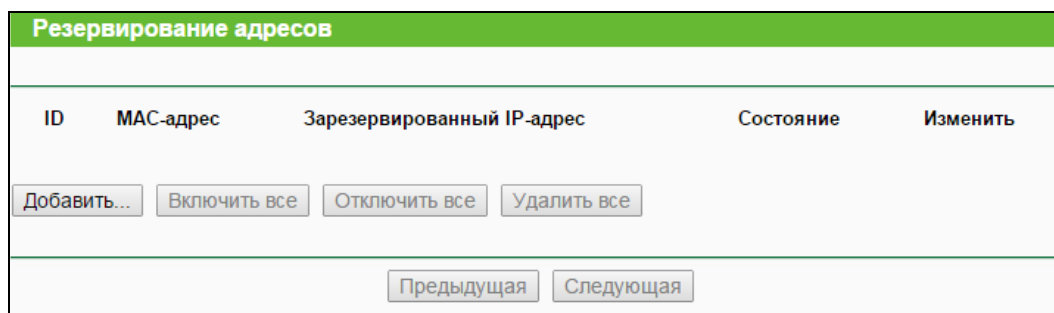 Резервирование адресов
ID MAC-адрес Зарезервированный IP-адрес Состояние Изменить
Добавить... Включить все Отключить все Удалить все
Предыдущая Следующая